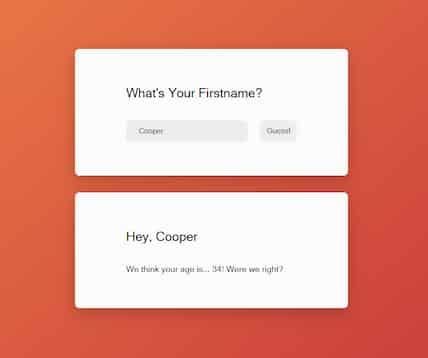 What's Your Firstname?
Cooper
Guess!
Hey, Cooper
We think your age is... 34! Were we right?